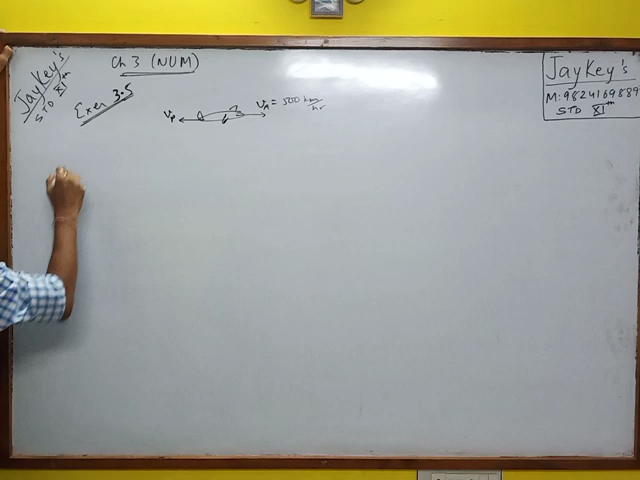 JayKey's
STD XIth
Ch 3 (NUM)
Exer 3.5
VP
VA = 500 km/hr
JayKey's
M: 9824169889
STD XIth